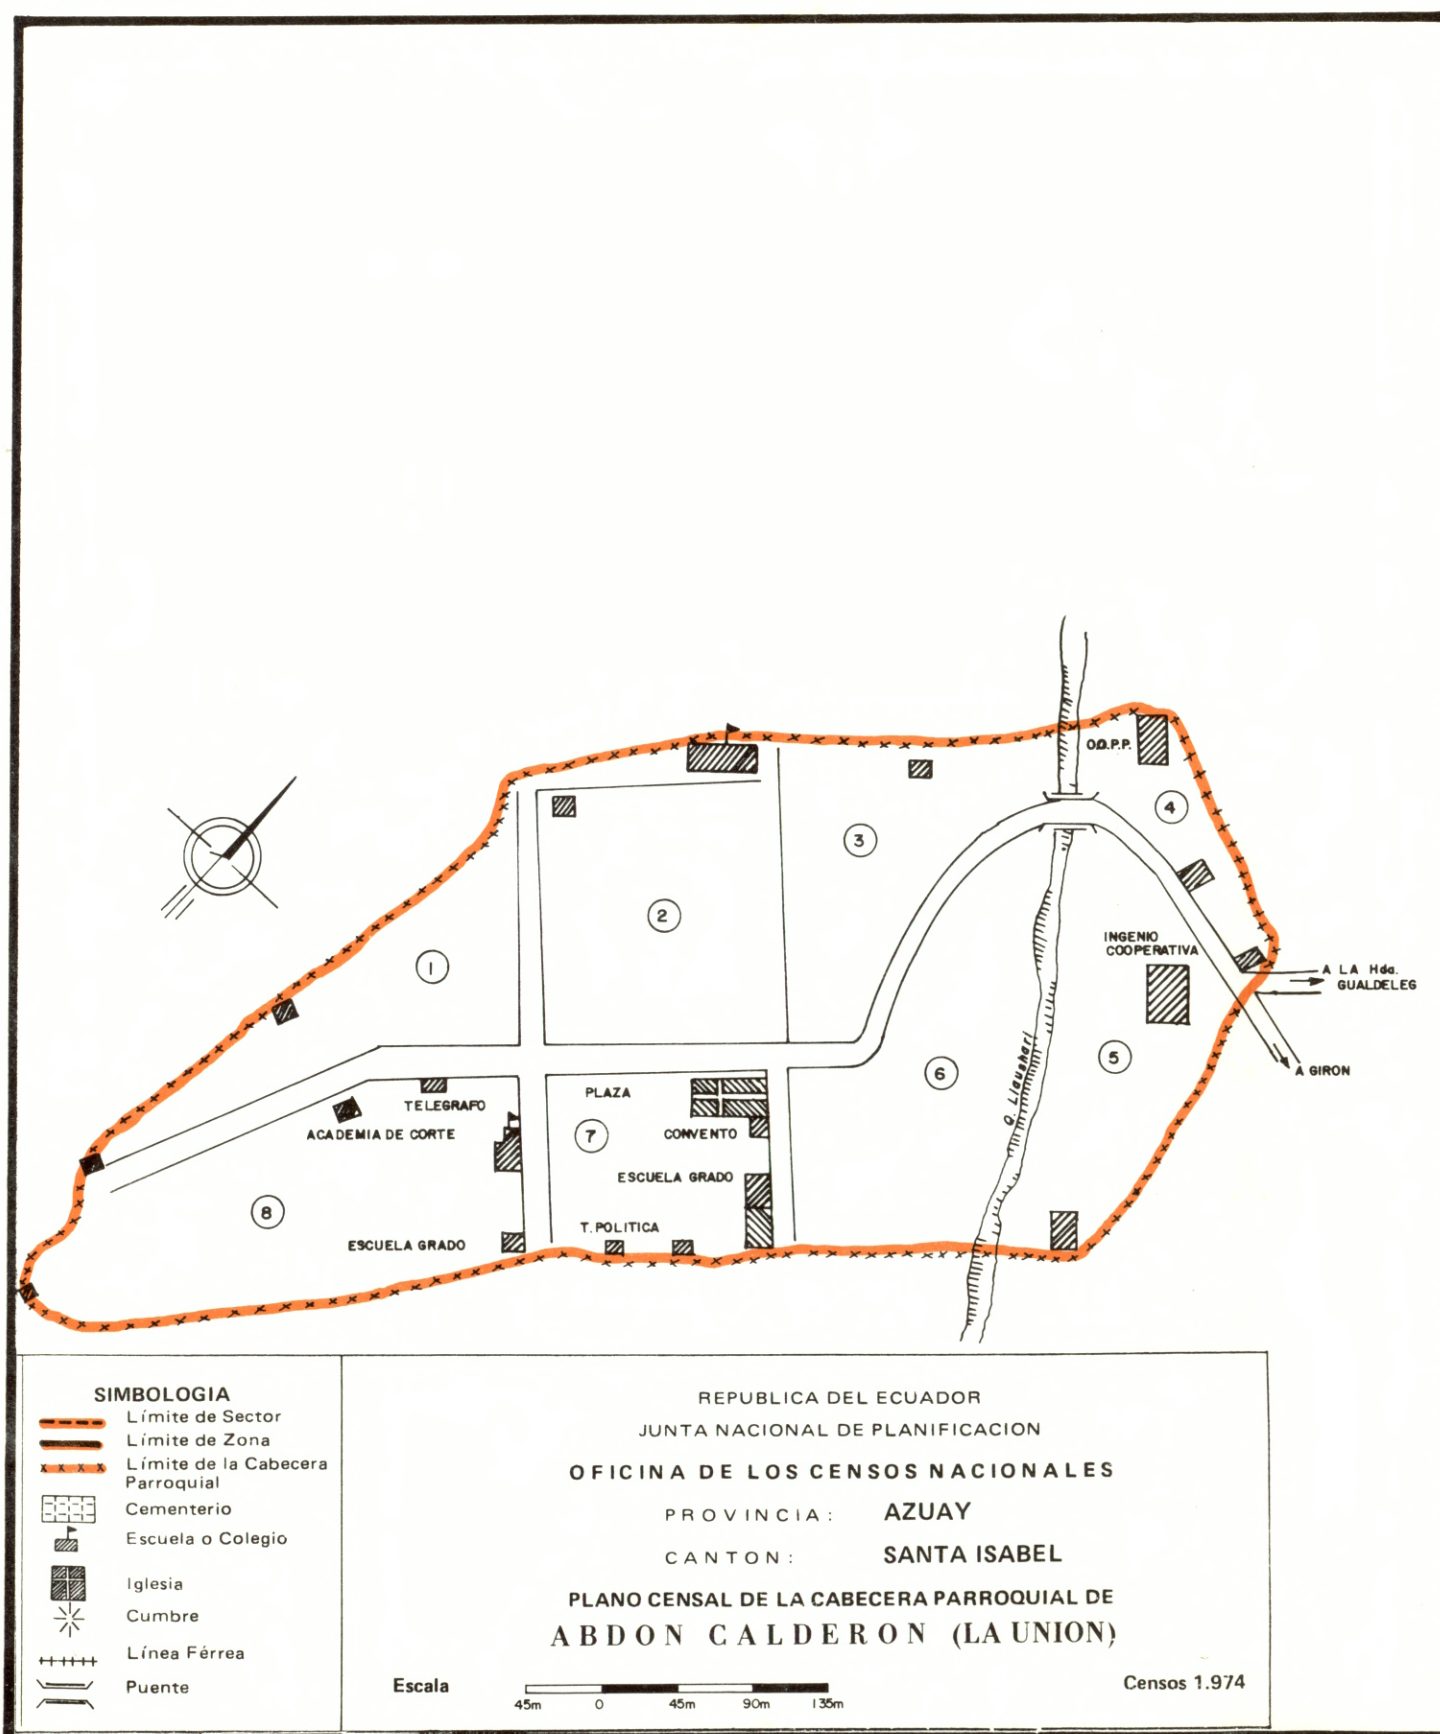 O.O.P.P.
4
3
2
INGENIO
COOPERATIVA
1
A LA Hda.
GUALDELEG
5
6
Q. Llaushari
A GIRON
PLAZA
TELEGRAFO
ACADEMIA DE CORTE
7
CONVENTO
ESCUELA GRADO
8
T. POLITICA
ESCUELA GRADO
SIMBOLOGIA
Límite de Sector
Límite de Zona
Límite de la Cabecera
Parroquial
Cementerio
Escuela o Colegio
Iglesia
Cumbre
Línea Férrea
Puente
REPUBLICA DEL ECUADOR
JUNTA NACIONAL DE PLANIFICACION
OFICINA DE LOS CENSOS NACIONALES
PROVINCIA: AZUAY
CANTON: SANTA ISABEL
PLANO CENSAL DE LA CABECERA PARROQUIAL DE
ABDON CALDERON (LA UNION)
Escala
45m 0 45m 90m 135m
Censos 1.974